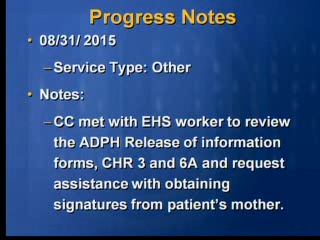 Progress Notes
• 08/31/ 2015
–Service Type: Other
• Notes:
–CC met with EHS worker to review
the ADPH Release of information
forms, CHR 3 and 6A and request
assistance with obtaining
signatures from patient's mother.